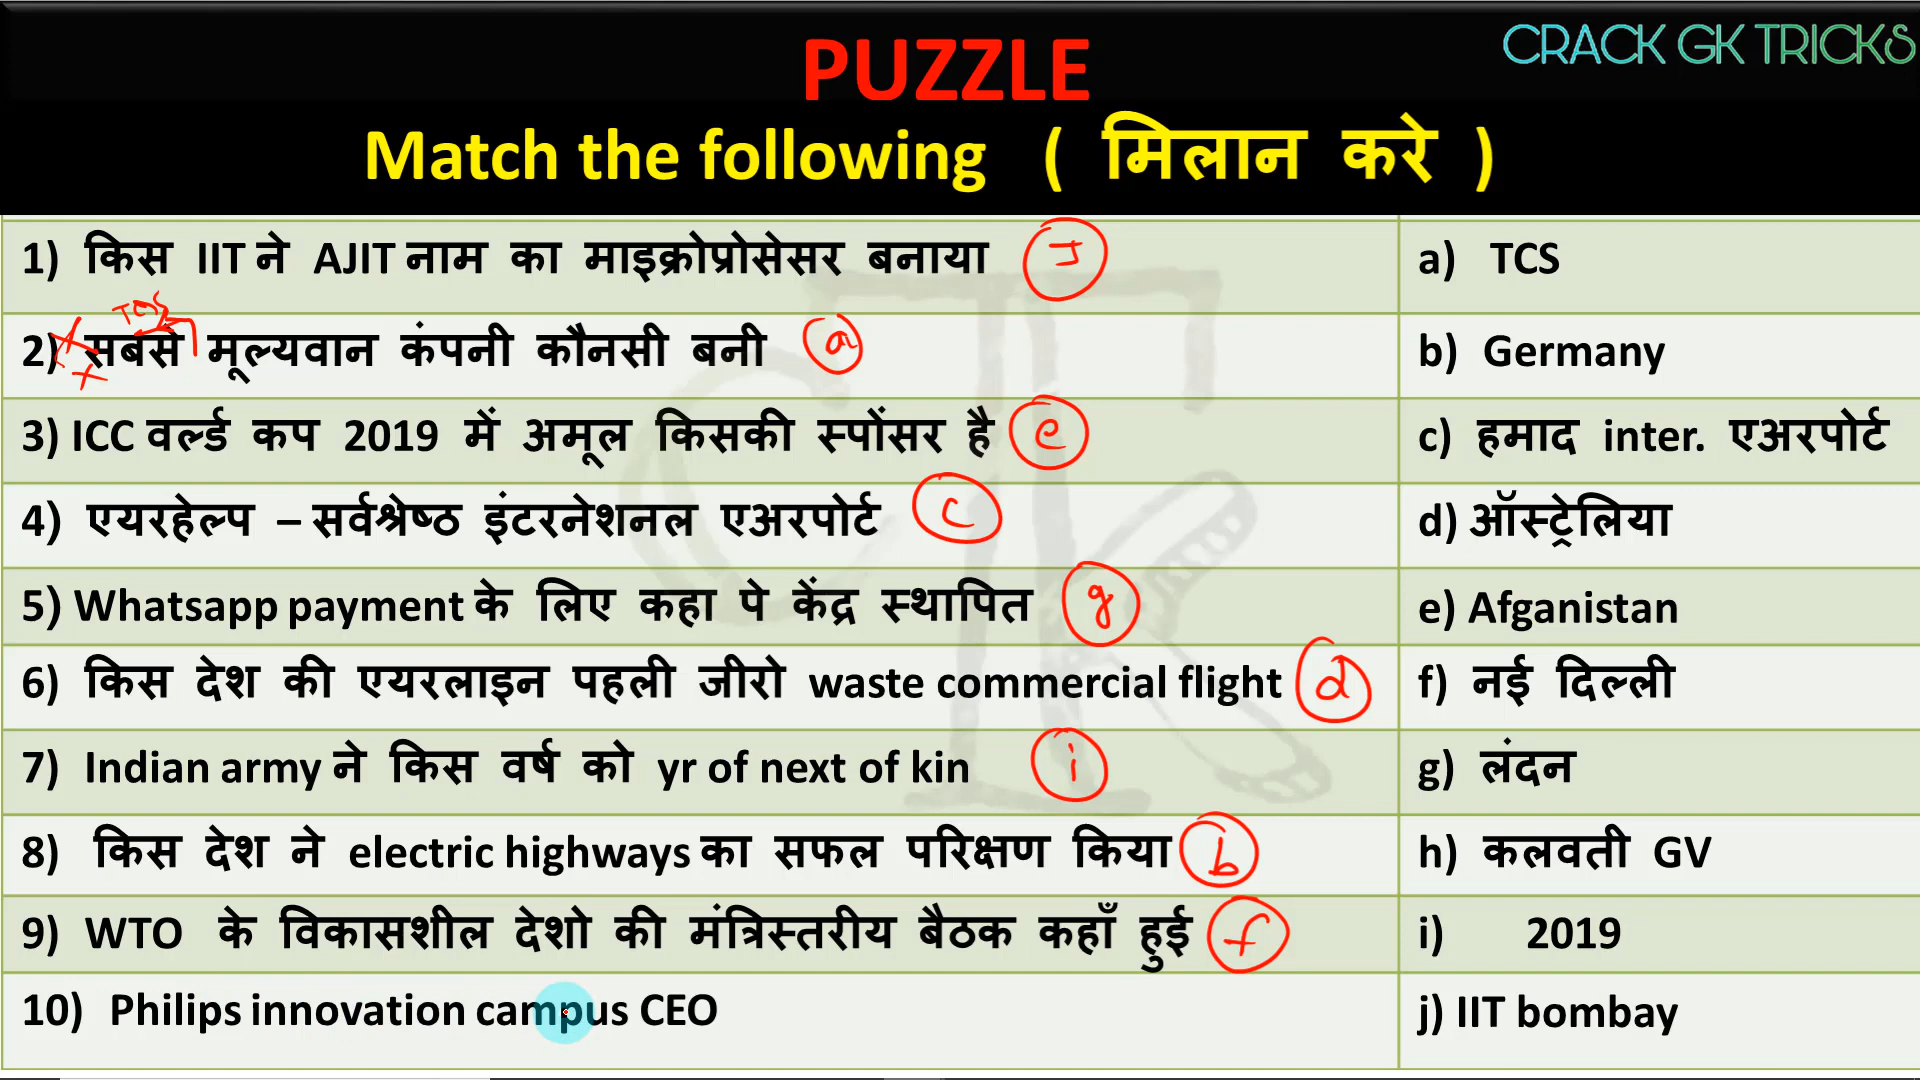 CRACK GK TRICKS
PUZZLE
Match the following ( मिलान करे )
1) किस IIT ने AJIT नाम का माइक्रोप्रोसेसर बनाया J a) TCS
TCS
2) सबसे मूल्यवान कंपनी कौनसी बनी a b) Germany
3) ICC वर्ल्ड कप 2019 में अमूल किसकी स्पोंसर है e c) हमाद inter. एअरपोर्ट
4) एयरहेल्प – सर्वश्रेष्ठ इंटरनेशनल एअरपोर्ट c d) ऑस्ट्रेलिया
5) Whatsapp payment के लिए कहा पे केंद्र स्थापित g e) Afganistan
6) किस देश की एयरलाइन पहली जीरो waste commercial flight d f) नई दिल्ली
7) Indian army ने किस वर्ष को yr of next of kin i g) लंदन
8) किस देश ने electric highways का सफल परिक्षण किया b h) कलवती GV
9) WTO के विकासशील देशो की मंत्रिस्तरीय बैठक कहाँ हुई f i) 2019
10) Philips innovation campus CEO j) IIT bombay